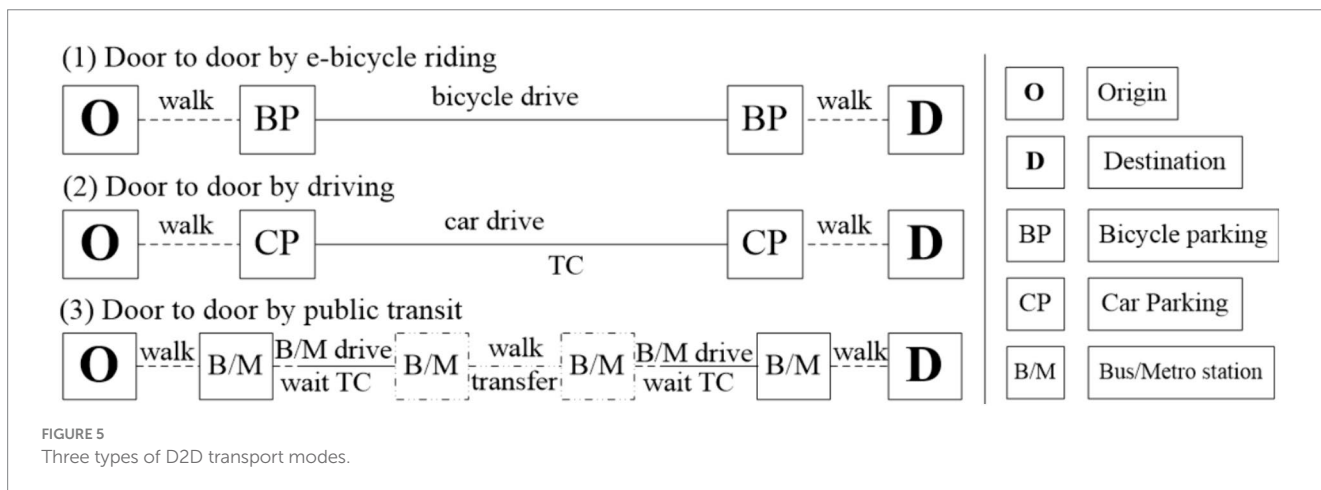 (1) Door to door by e-bicycle riding
O walk BP bicycle drive BP walk D
(2) Door to door by driving
O walk CP car drive TC CP walk D
(3) Door to door by public transit
O walk B/M B/M drive wait TC B/M walk transfer B/M B/M drive wait TC B/M walk D
O Origin
D Destination
BP Bicycle parking
CP Car Parking
B/M Bus/Metro station
FIGURE 5
Three types of D2D transport modes.